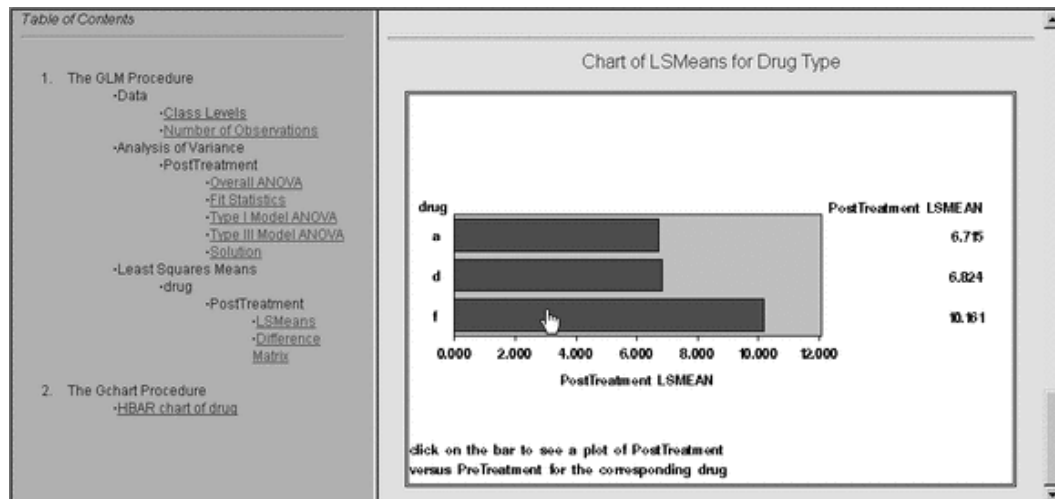 Table of Contents
1. The GLM Procedure
·Data
·Class Levels
·Number of Observations
·Analysis of Variance
·PostTreatment
·Overall ANOVA
·Fit Statistics
·Type I Model ANOVA
·Type III Model ANOVA
·Solution
·Least Squares Means
·drug
·PostTreatment
·LSMeans
·Difference
Matrix
2. The Gchart Procedure
·HBAR chart of drug
Chart of LSMeans for Drug Type
drug PostTreatment LSMEAN
a 6.715
d 6.824
f 10.161
0.000 2.000 4.000 6.000 8.000 10.000 12.000
PostTreatment LSMEAN
click on the bar to see a plot of PostTreatment
versus PreTreatment for the corresponding drug